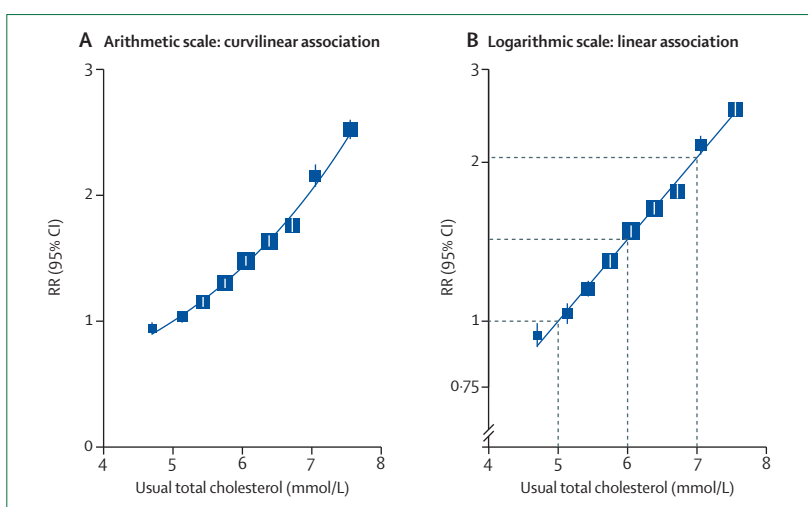 A Arithmetic scale: curvilinear association
3
2
1
0
RR (95% CI)
4 5 6 7 8
Usual total cholesterol (mmol/L)
B Logarithmic scale: linear association
3
2
1
0·75
RR (95% CI)
4 5 6 7 8
Usual total cholesterol (mmol/L)